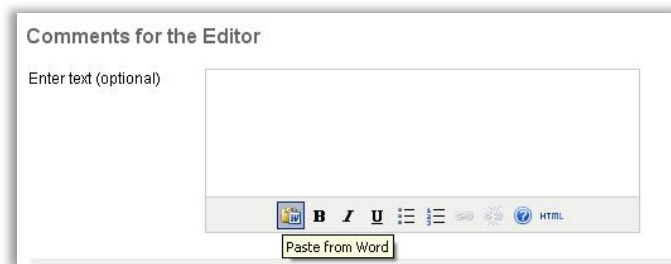 Comments for the Editor
Enter text (optional)
B I U HTML
Paste from Word